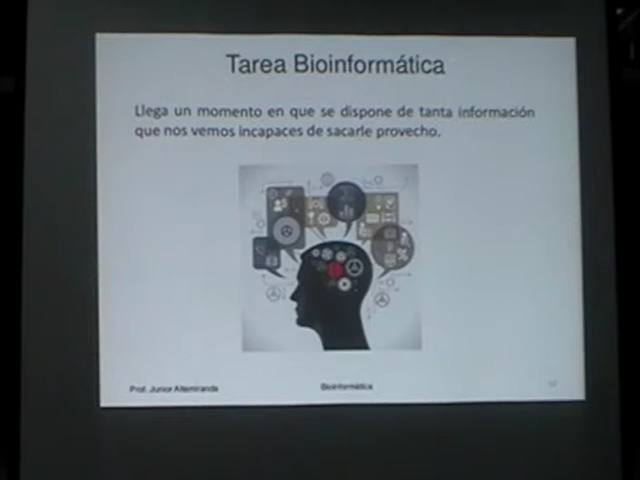 Tarea Bioinformática
Llega un momento en que se dispone de tanta información
que nos vemos incapaces de sacarle provecho.
Prof. Junior Altamiranda
Bioinformática